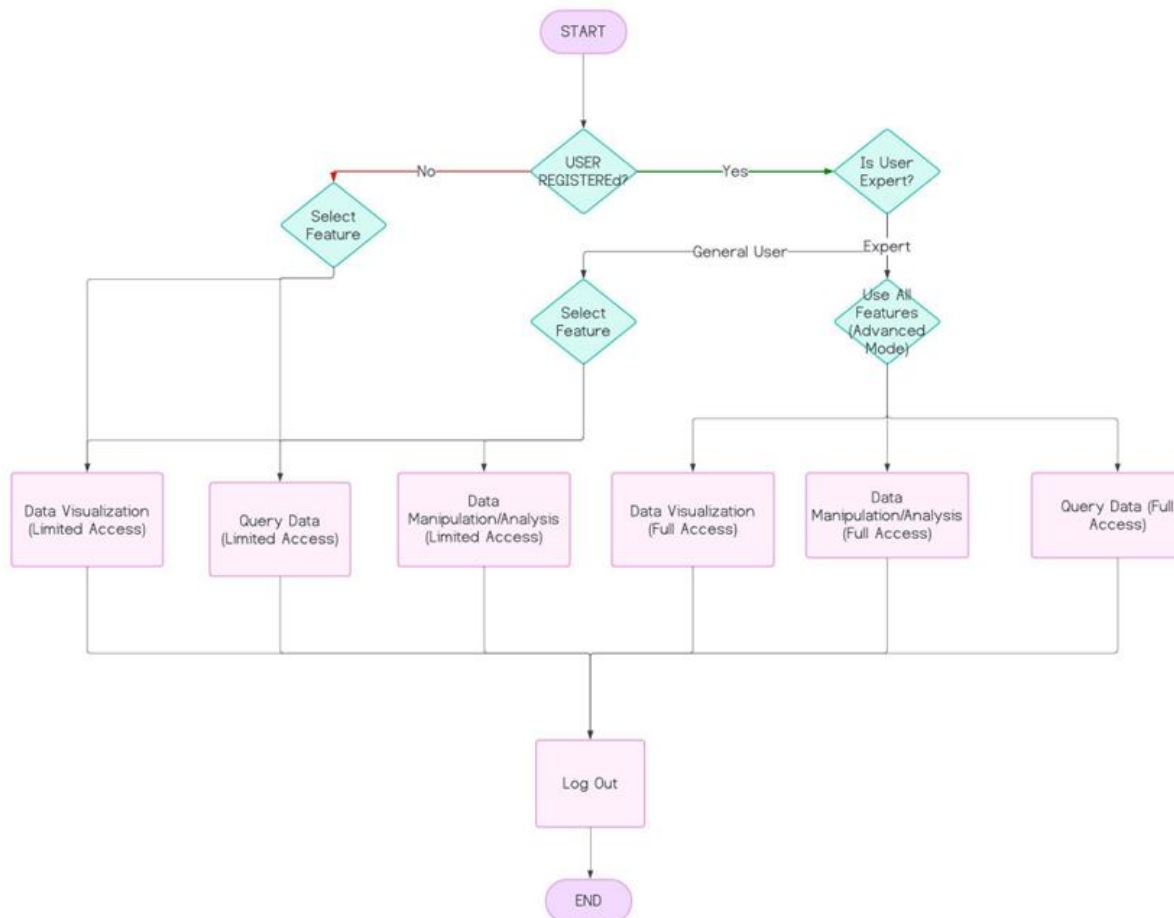 START
USER
REGISTEREd?
No
Yes
Is User
Expert?
Select
Feature
General User
Expert
Select
Feature
Use All
Features
(Advanced
Mode)
Data Visualization
(Limited Access)
Query Data
(Limited Access)
Data
Manipulation/Analysis
(Limited Access)
Data Visualization
(Full Access)
Data
Manipulation/Analysis
(Full Access)
Query Data (Full
Access)
Log Out
END